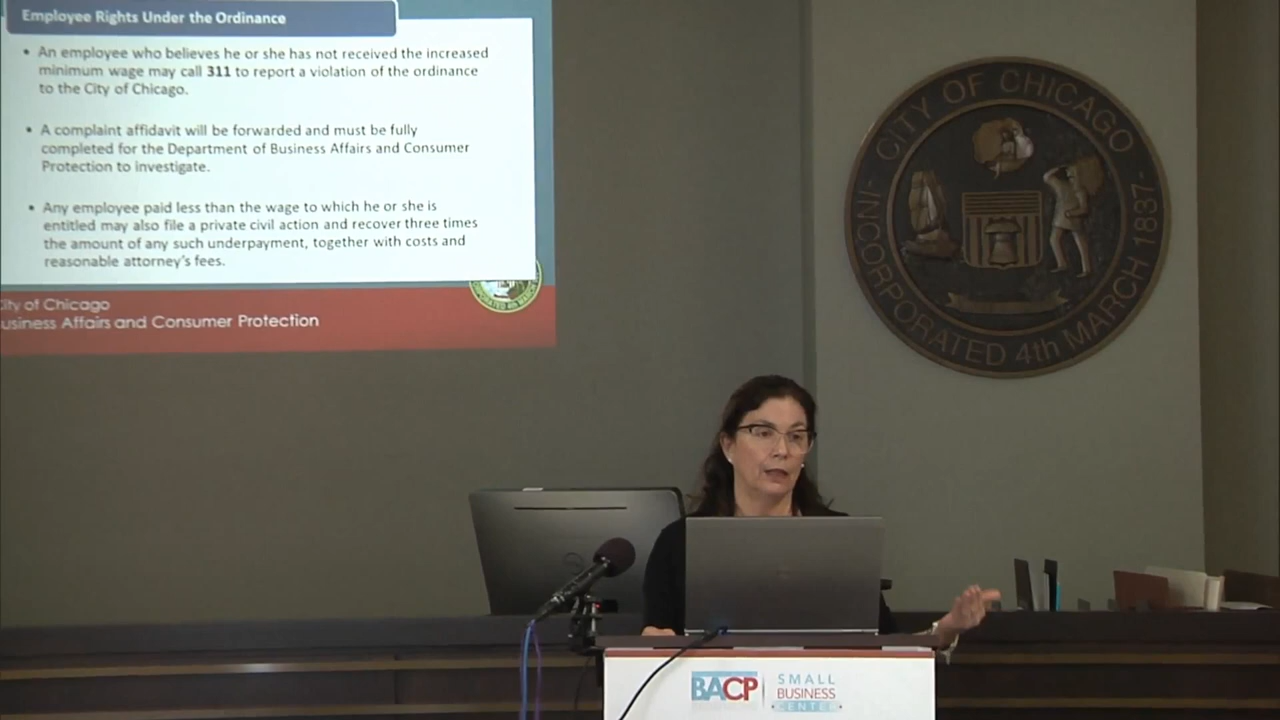 Employee Rights Under the Ordinance
• An employee who believes he or she has not received the increased
minimum wage may call 311 to report a violation of the ordinance
to the City of Chicago.
• A complaint affidavit will be forwarded and must be fully
completed for the Department of Business Affairs and Consumer
Protection to investigate.
• Any employee paid less than the wage to which he or she is
entitled may also file a private civil action and recover three times
the amount of any such underpayment, together with costs and
reasonable attorney's fees.
City of Chicago
usiness Affairs and Consumer Protection
CITY OF CHICAGO
INCORPORATED 4th MARCH 1837
BACP
SMALL
BUSINESS
CENTER